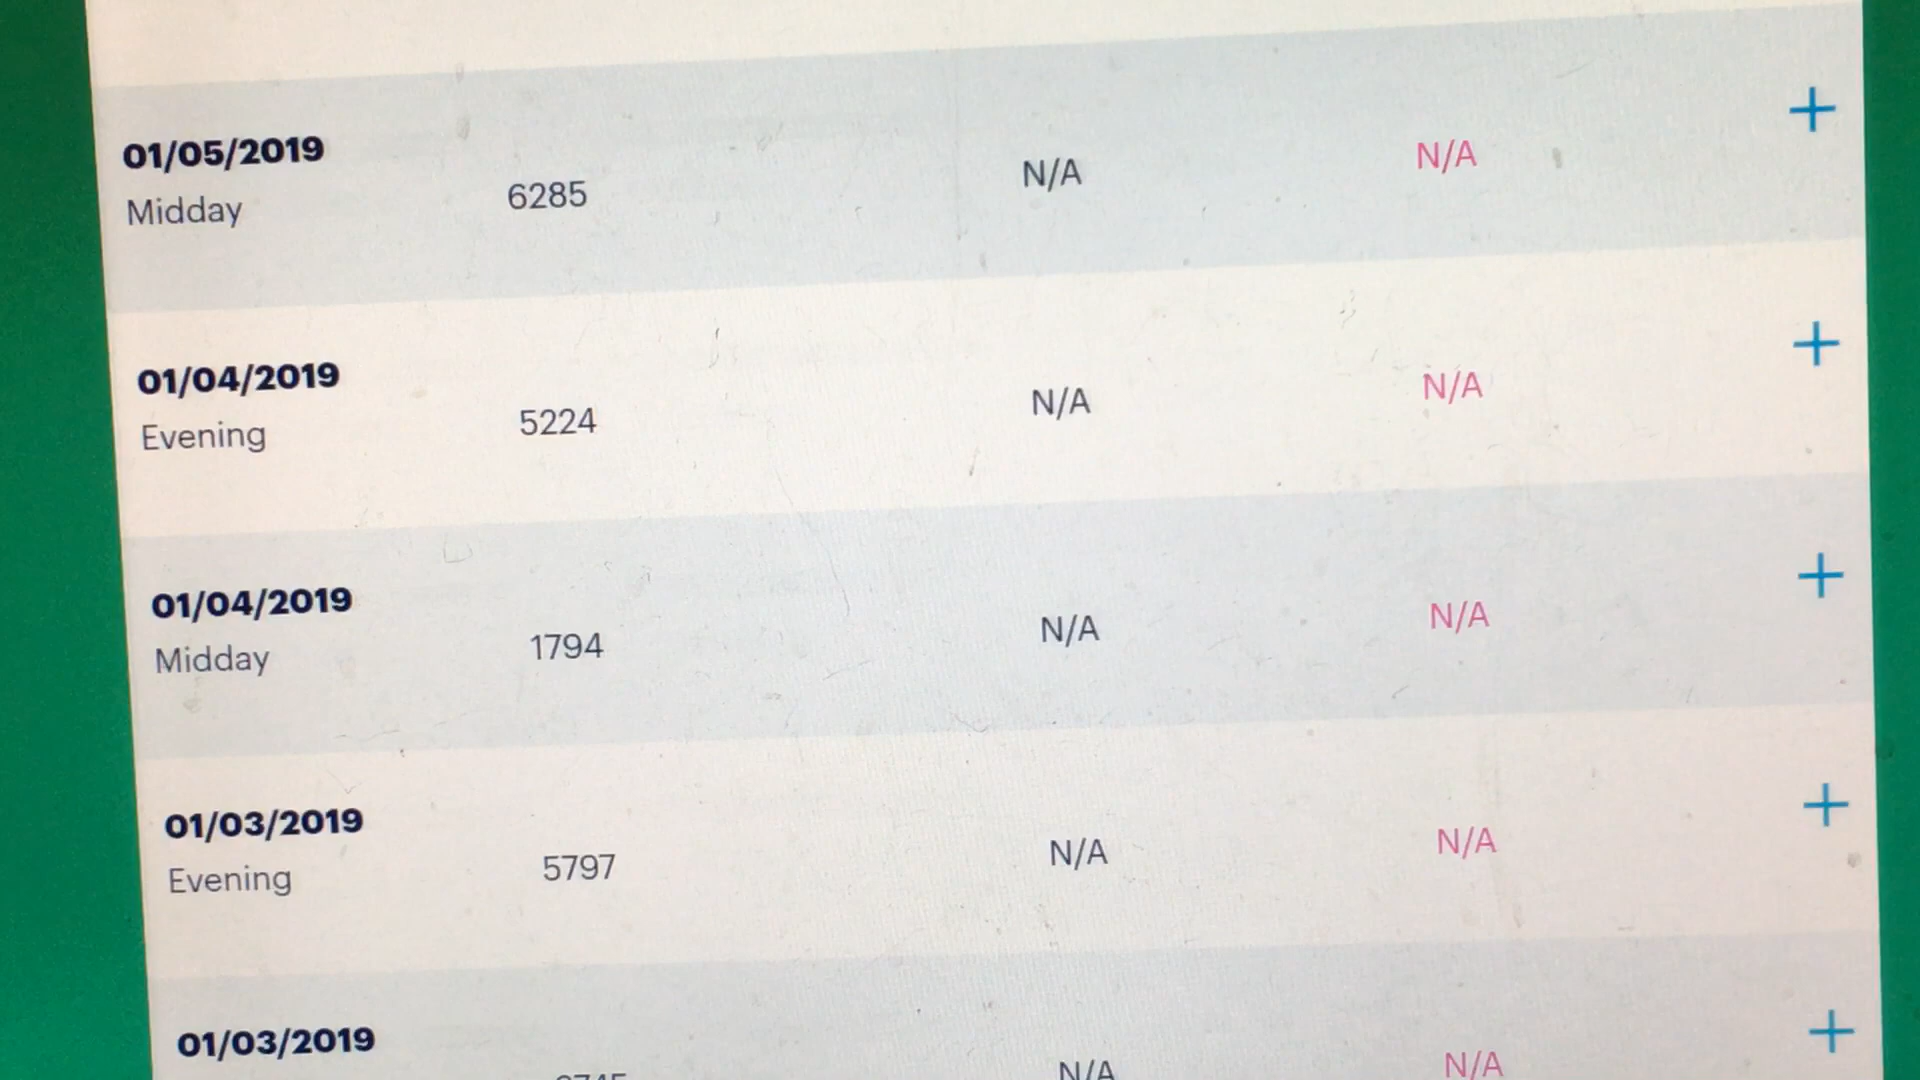 01/05/2019
Midday 6285 N/A N/A +
01/04/2019
Evening 5224 N/A N/A +
01/04/2019
Midday 1794 N/A N/A +
01/03/2019
Evening 5797 N/A N/A +
01/03/2019
N/A N/A +